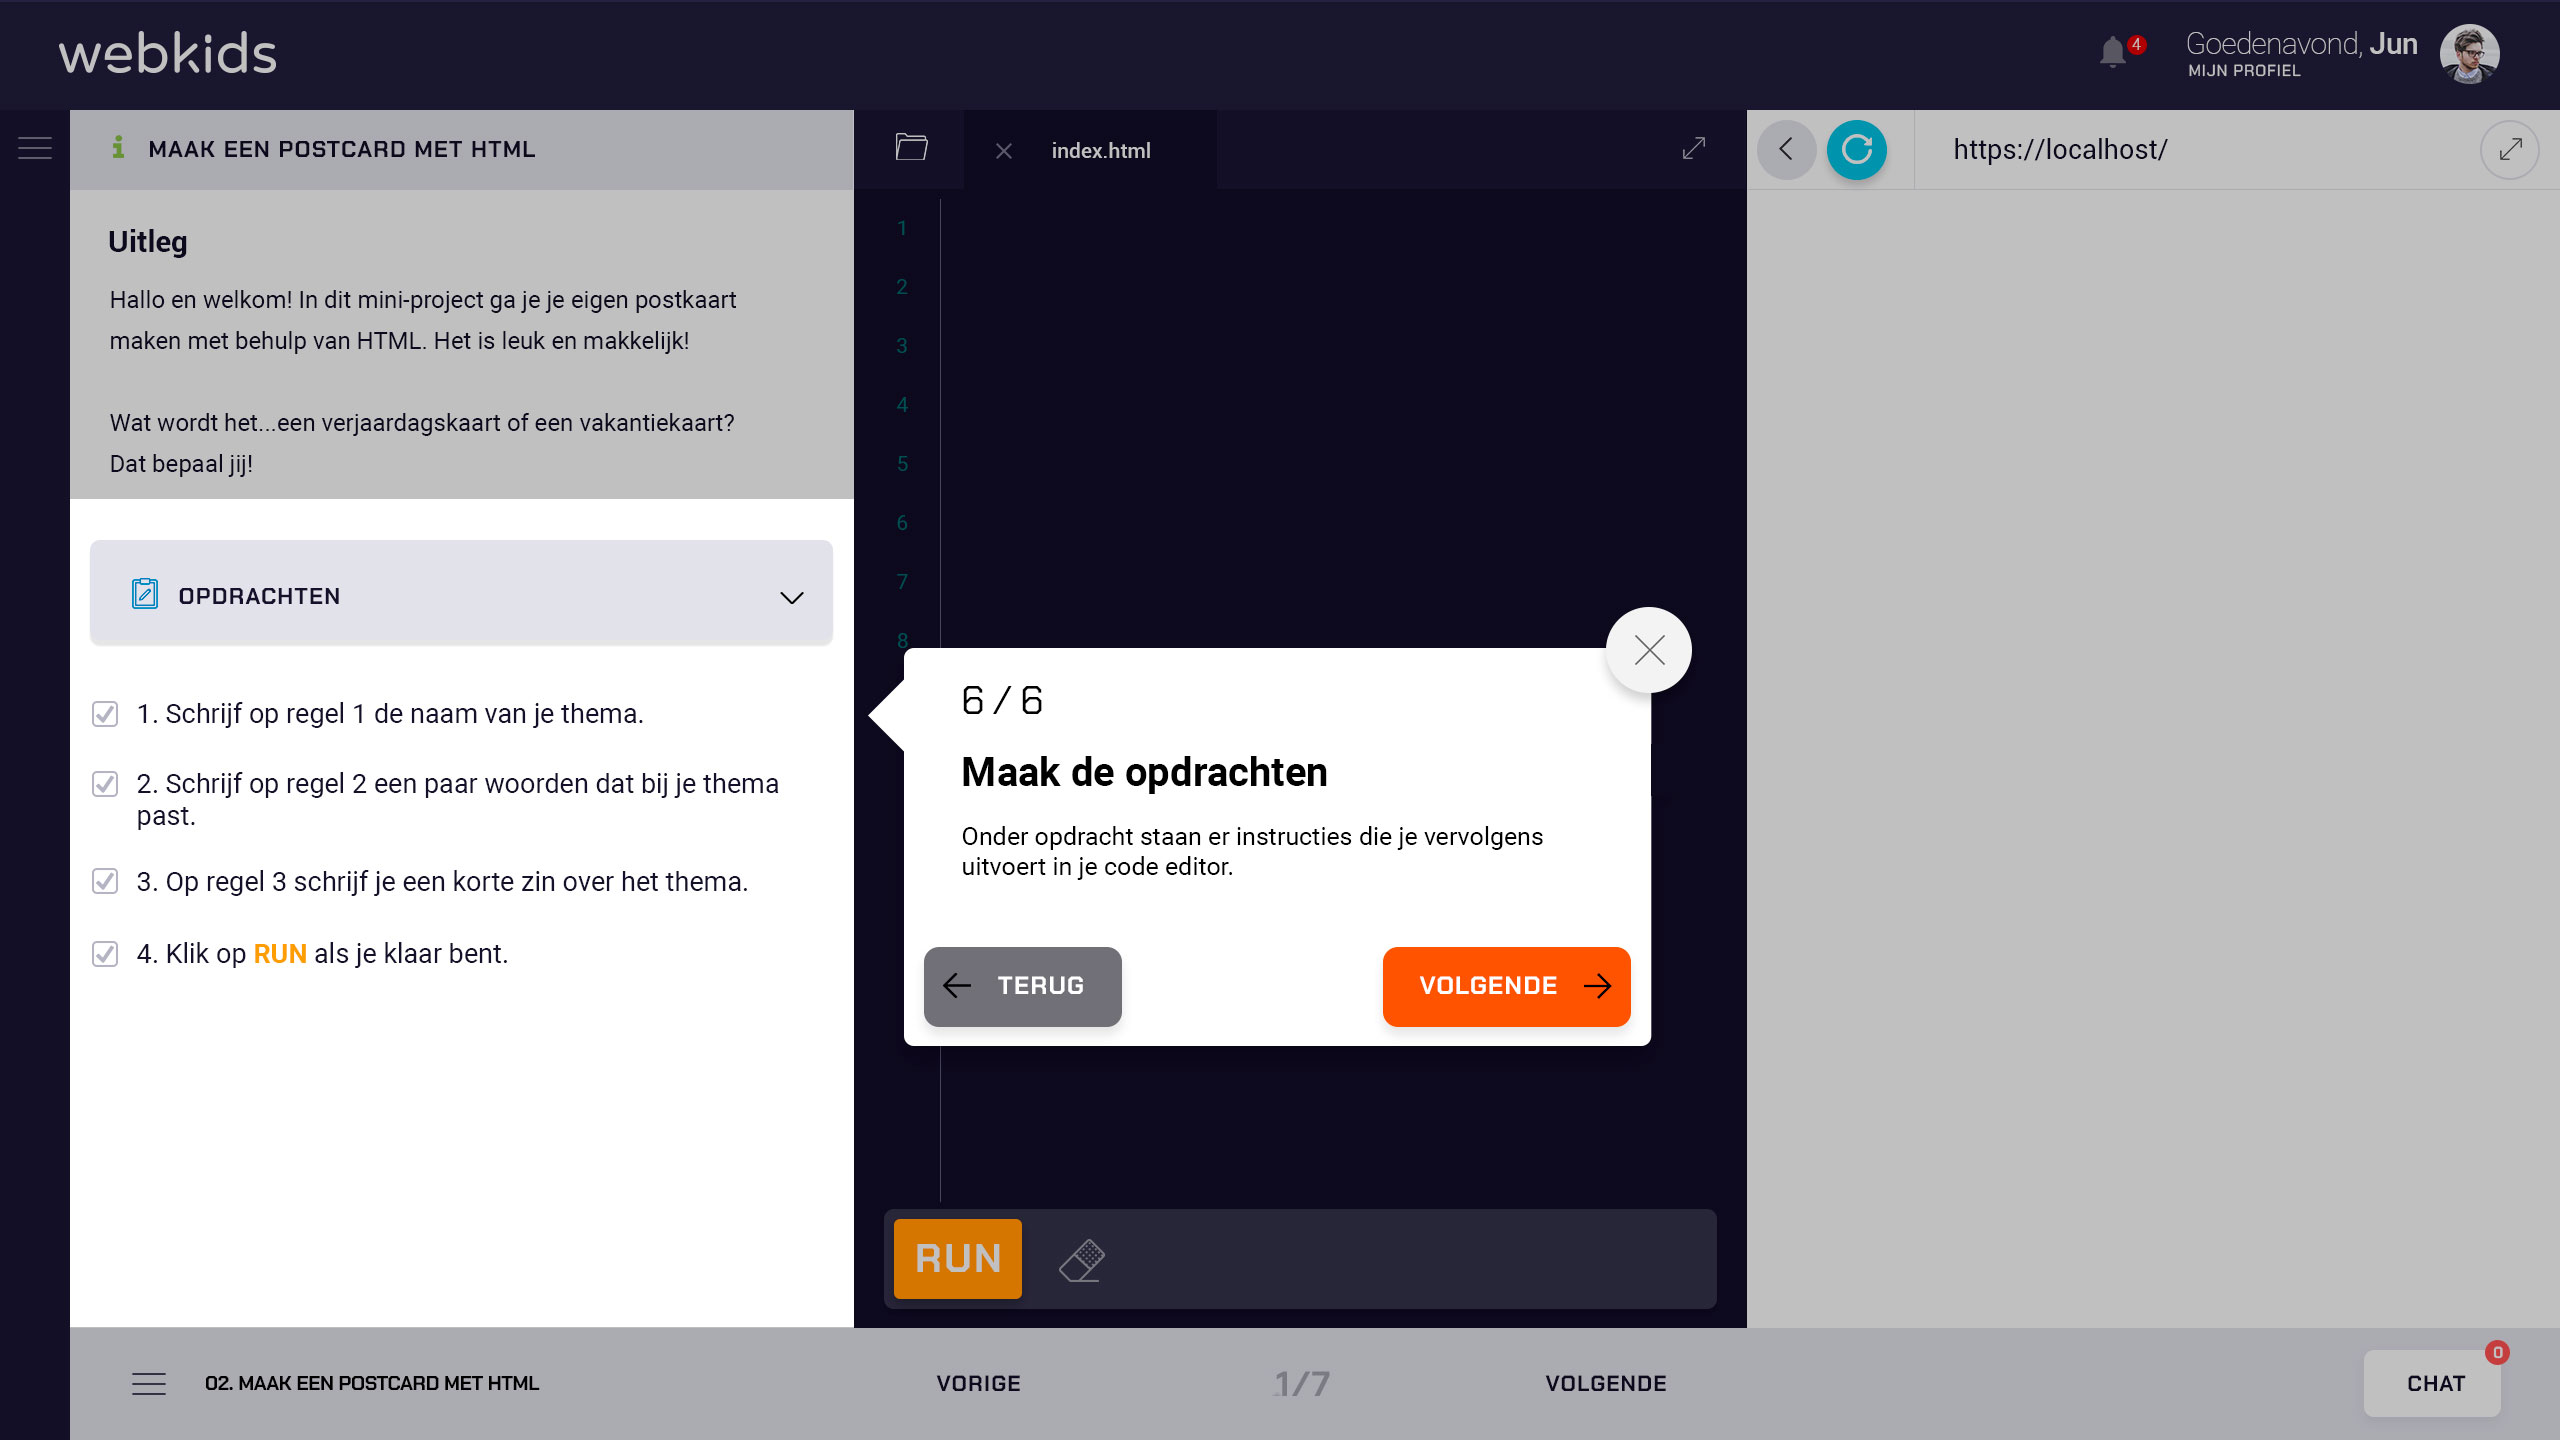 webkids
4
Goedenavond, Jun
MIJN PROFIEL
MAAK EEN POSTCARD MET HTML
Uitleg
Hallo en welkom! In dit mini-project ga je je eigen postkaart
maken met behulp van HTML. Het is leuk en makkelijk!
Wat wordt het...een verjaardagskaart of een vakantiekaart?
Dat bepaal jij!
OPDRACHTEN
1. Schrijf op regel 1 de naam van je thema.
2. Schrijf op regel 2 een paar woorden dat bij je thema
past.
3. Op regel 3 schrijf je een korte zin over het thema.
4. Klik op RUN als je klaar bent.
index.html
1
2
3
4
5
6
7
8
6 / 6
Maak de opdrachten
Onder opdracht staan er instructies die je vervolgens
uitvoert in je code editor.
TERUG
VOLGENDE
RUN
https://localhost/
02. MAAK EEN POSTCARD MET HTML
VORIGE
1/7
VOLGENDE
CHAT
0